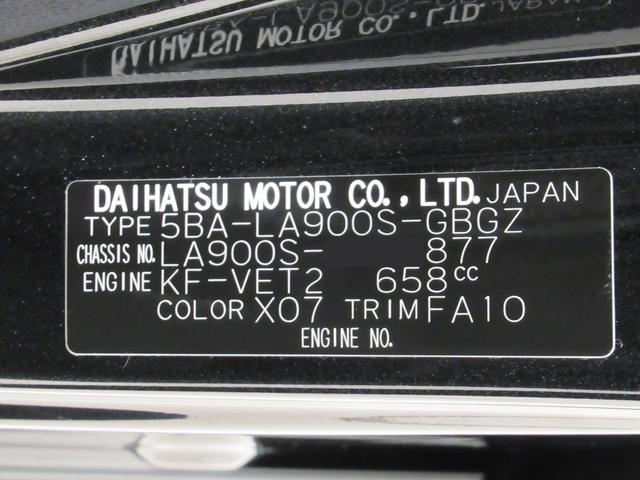 DAIHATSU MOTOR CO., LTD. JAPAN
TYPE 5BA-LA900S-GBGZ
CHASSIS NO. LA900S- 877
ENGINE KF-VET2 658cc
COLOR X07 TRIM FA10
ENGINE NO.